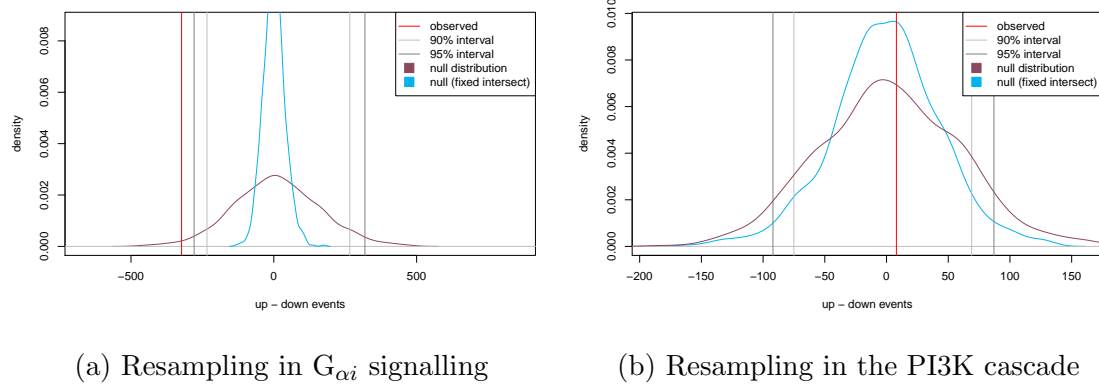 0.000 0.002 0.004 0.006 0.008
density
−500 0 500
up − down events
observed
90% interval
95% interval
null distribution
null (fixed intersect)
(a) Resampling in Gαi signalling
0.000 0.002 0.004 0.006 0.008 0.010
density
−200 −150 −100 −50 0 50 100 150
up − down events
observed
90% interval
95% interval
null distribution
null (fixed intersect)
(b) Resampling in the PI3K cascade